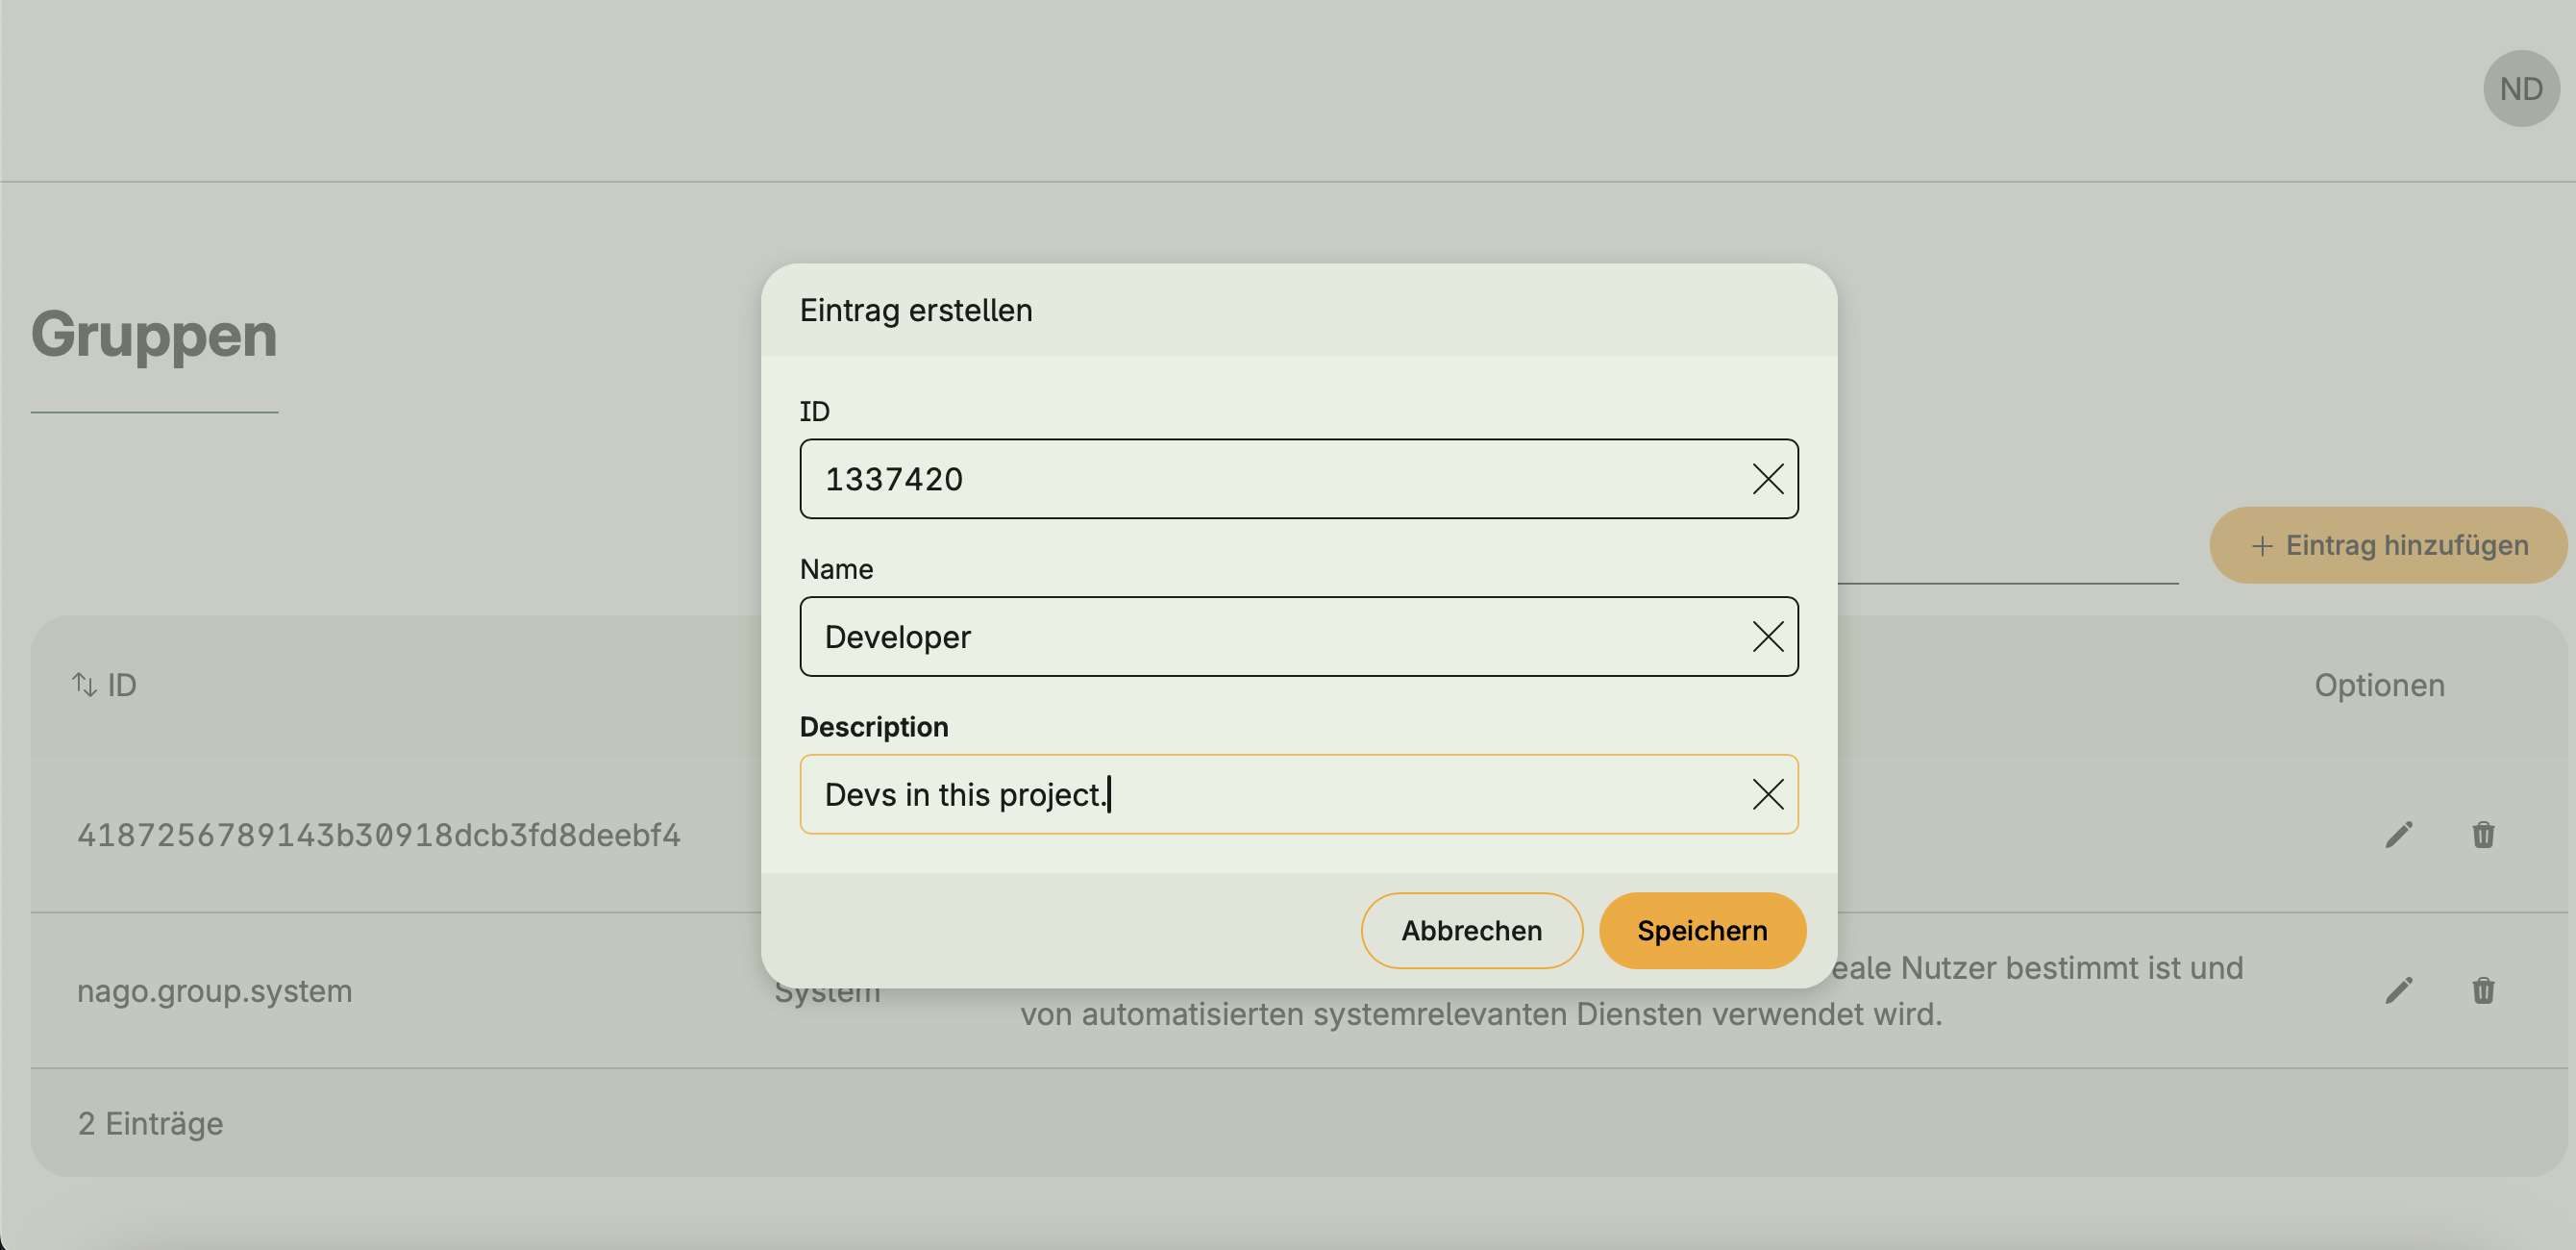 ND
Gruppen
Eintrag erstellen
ID
1337420
Name
Developer
Description
Devs in this project.
Abbrechen
Speichern
Eintrag hinzufügen
ID
Optionen
4187256789143b30918dcb3fd8deebf4
nago.group.system
System
Nutzer bestimmt ist und
von automatisierten systemrelevanten Diensten verwendet wird.
2 Einträge